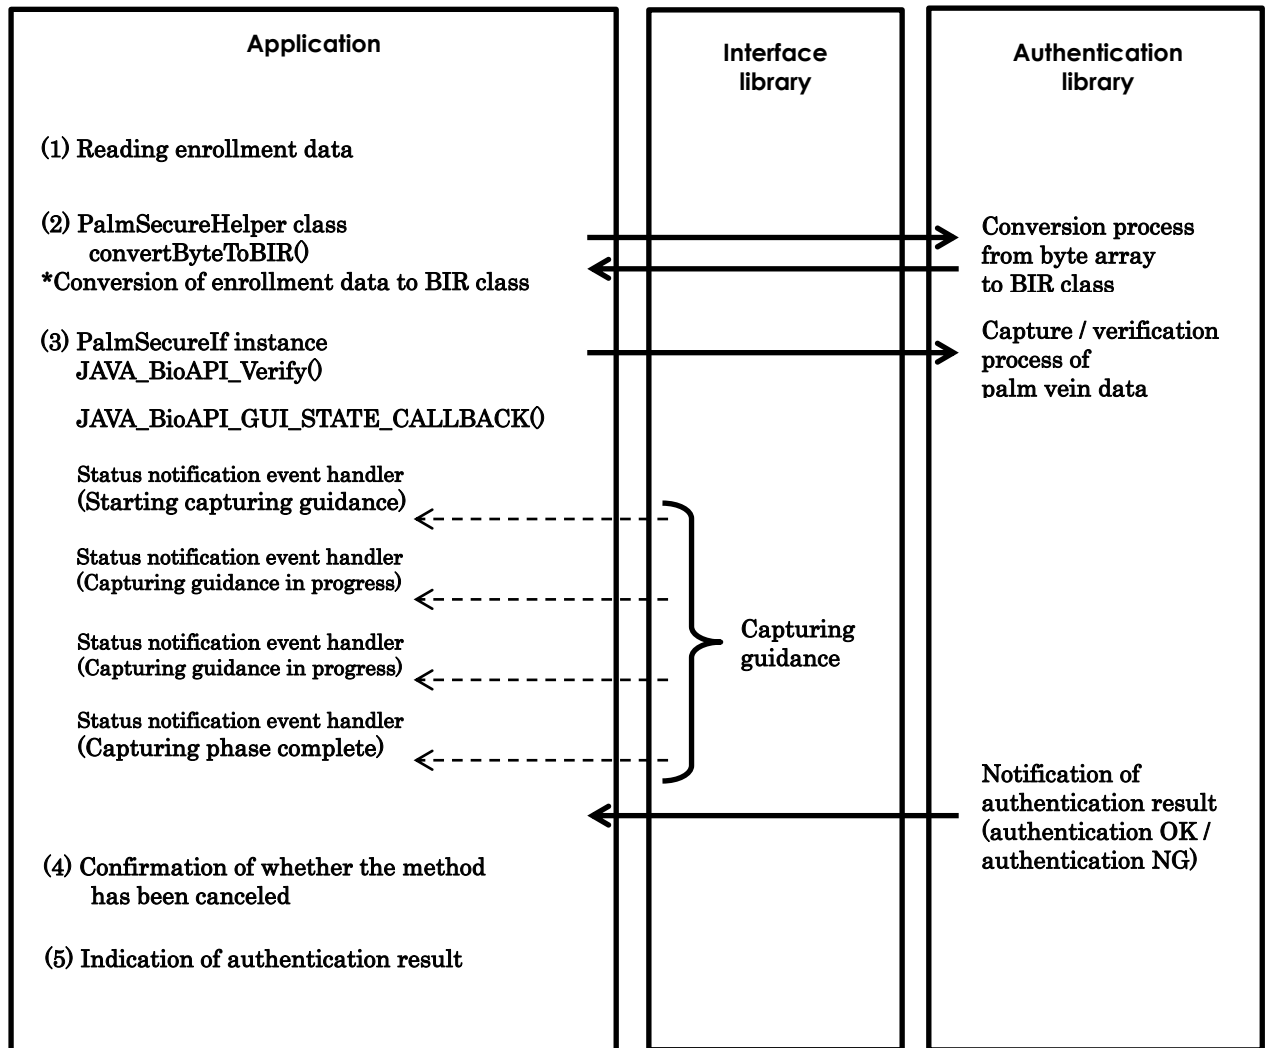 Application
Interface
library
Authentication
library
(1) Reading enrollment data
(2) PalmSecureHelper class
convertByteToBIR()
*Conversion of enrollment data to BIR class
Conversion process
from byte array
to BIR class
(3) PalmSecureIf instance
JAVA_BioAPI_Verify()
JAVA_BioAPI_GUI_STATE_CALLBACK()
Capture / verification
process of
palm vein data
Status notification event handler
(Starting capturing guidance)
Status notification event handler
(Capturing guidance in progress)
Status notification event handler
(Capturing guidance in progress)
Status notification event handler
(Capturing phase complete)
Capturing
guidance
Notification of
authentication result
(authentication OK /
authentication NG)
(4) Confirmation of whether the method
has been canceled
(5) Indication of authentication result